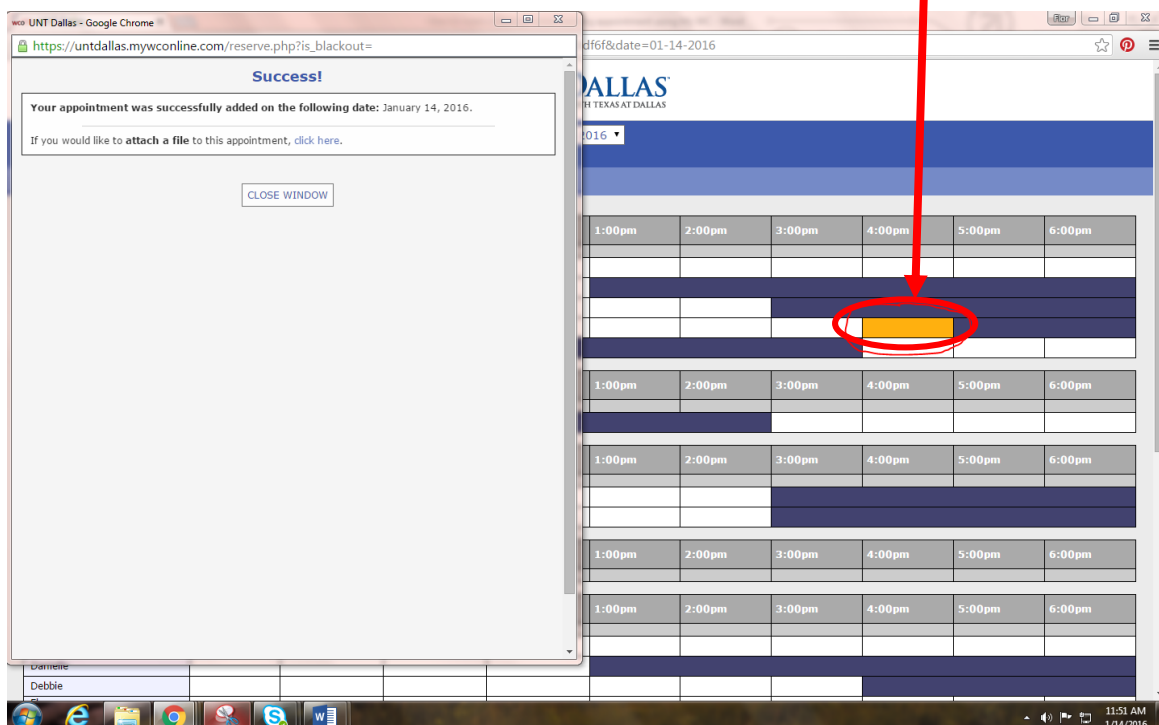 UNT Dallas - Google Chrome
https://untdallas.mywconline.com/reserve.php?is_blackout=
df6f&date=01-14-2016
Success!
Your appointment was successfully added on the following date: January 14, 2016.
If you would like to attach a file to this appointment, click here.
CLOSE WINDOW
DALLAS
TH TEXAS AT DALLAS
2016
1:00pm 2:00pm 3:00pm 4:00pm 5:00pm 6:00pm
1:00pm 2:00pm 3:00pm 4:00pm 5:00pm 6:00pm
1:00pm 2:00pm 3:00pm 4:00pm 5:00pm 6:00pm
1:00pm 2:00pm 3:00pm 4:00pm 5:00pm 6:00pm
1:00pm 2:00pm 3:00pm 4:00pm 5:00pm 6:00pm
Danielle
Debbie
11:51 AM
1/14/2016